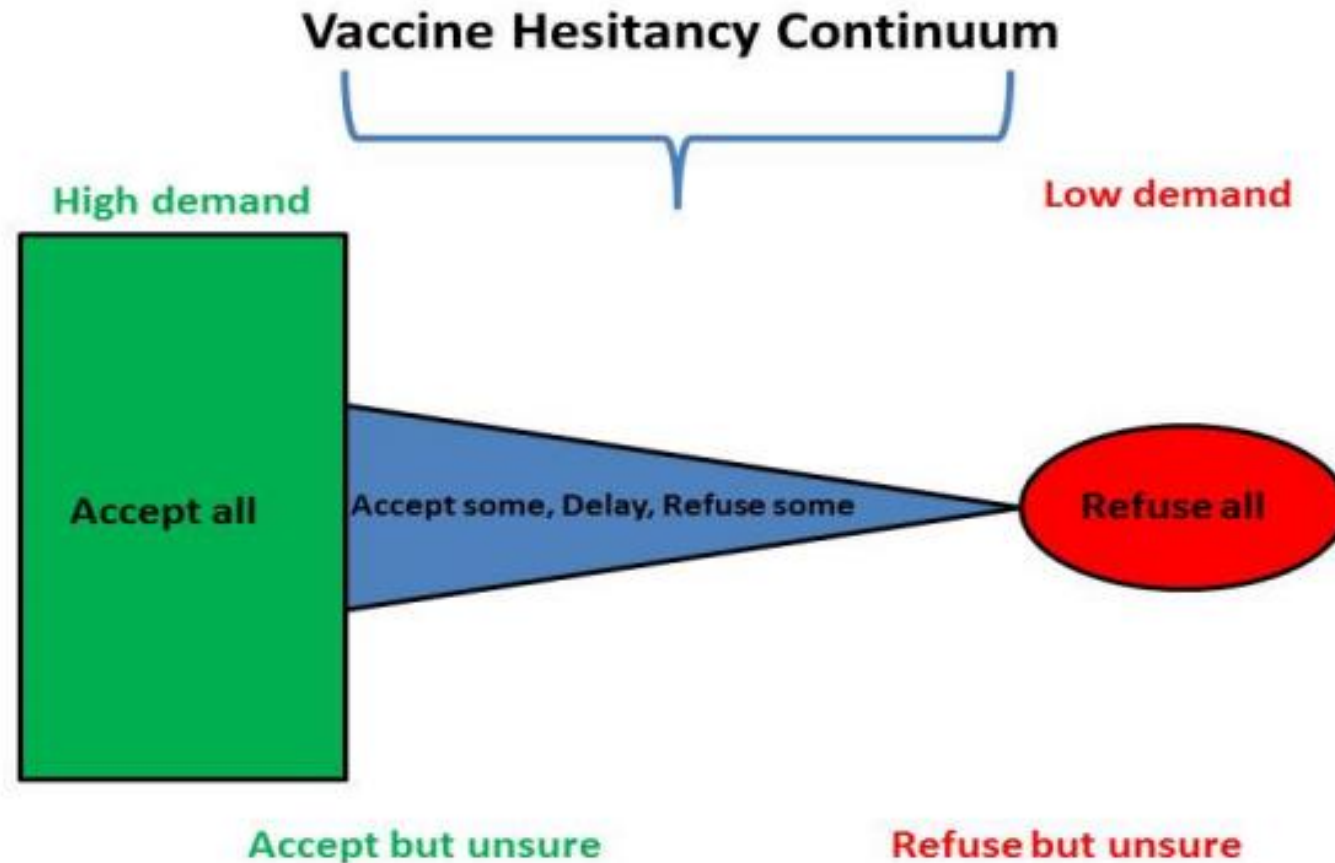 Vaccine Hesitancy Continuum
High demand
Low demand
Accept all
Accept some, Delay, Refuse some
Refuse all
Accept but unsure
Refuse but unsure